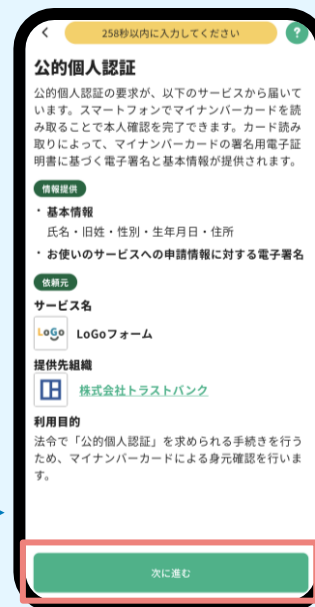 258秒以内に入力してください
?
公的個人認証
公的個人認証の要求が、以下のサービスから届いて
います。スマートフォンでマイナンバーカードを読
み取ることで本人確認を完了できます。カード読み
取りによって、マイナンバーカードの署名用電子証
明書に基づく電子署名と基本情報が提供されます。
情報提供
・基本情報
氏名・旧姓・性別・生年月日・住所
・お使いのサービスへの申請情報に対する電子署名
依頼元
サービス名
LoGo LoGoフォーム
提供先組織
株式会社トラストバンク
利用目的
法令で「公的個人認証」を求められる手続きを行う
ため、マイナンバーカードによる身元確認を行いま
す。
次に進む